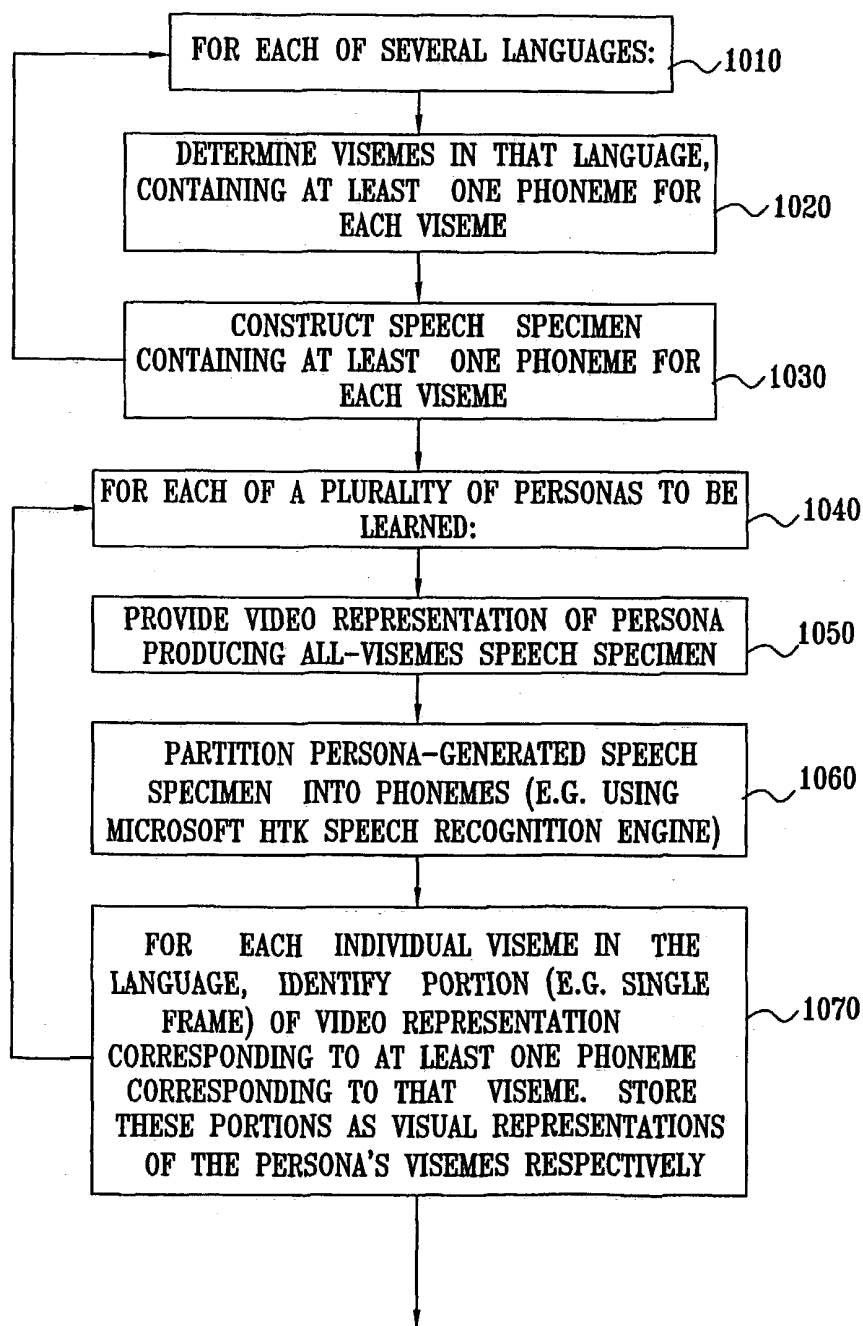 FOR EACH OF SEVERAL LANGUAGES:
1010
DETERMINE VISEMES IN THAT LANGUAGE,
CONTAINING AT LEAST ONE PHONEME FOR
EACH VISEME
1020
CONSTRUCT SPEECH SPECIMEN
CONTAINING AT LEAST ONE PHONEME FOR
EACH VISEME
1030
FOR EACH OF A PLURALITY OF PERSONAS TO BE
LEARNED:
1040
PROVIDE VIDEO REPRESENTATION OF PERSONA
PRODUCING ALL-VISEMES SPEECH SPECIMEN
1050
PARTITION PERSONA-GENERATED SPEECH
SPECIMEN INTO PHONEMES (E.G. USING
MICROSOFT HTK SPEECH RECOGNITION ENGINE)
1060
FOR EACH INDIVIDUAL VISEME IN THE
LANGUAGE, IDENTIFY PORTION (E.G. SINGLE
FRAME) OF VIDEO REPRESENTATION
CORRESPONDING TO AT LEAST ONE PHONEME
CORRESPONDING TO THAT VISEME. STORE
THESE PORTIONS AS VISUAL REPRESENTATIONS
OF THE PERSONA'S VISEMES RESPECTIVELY
1070